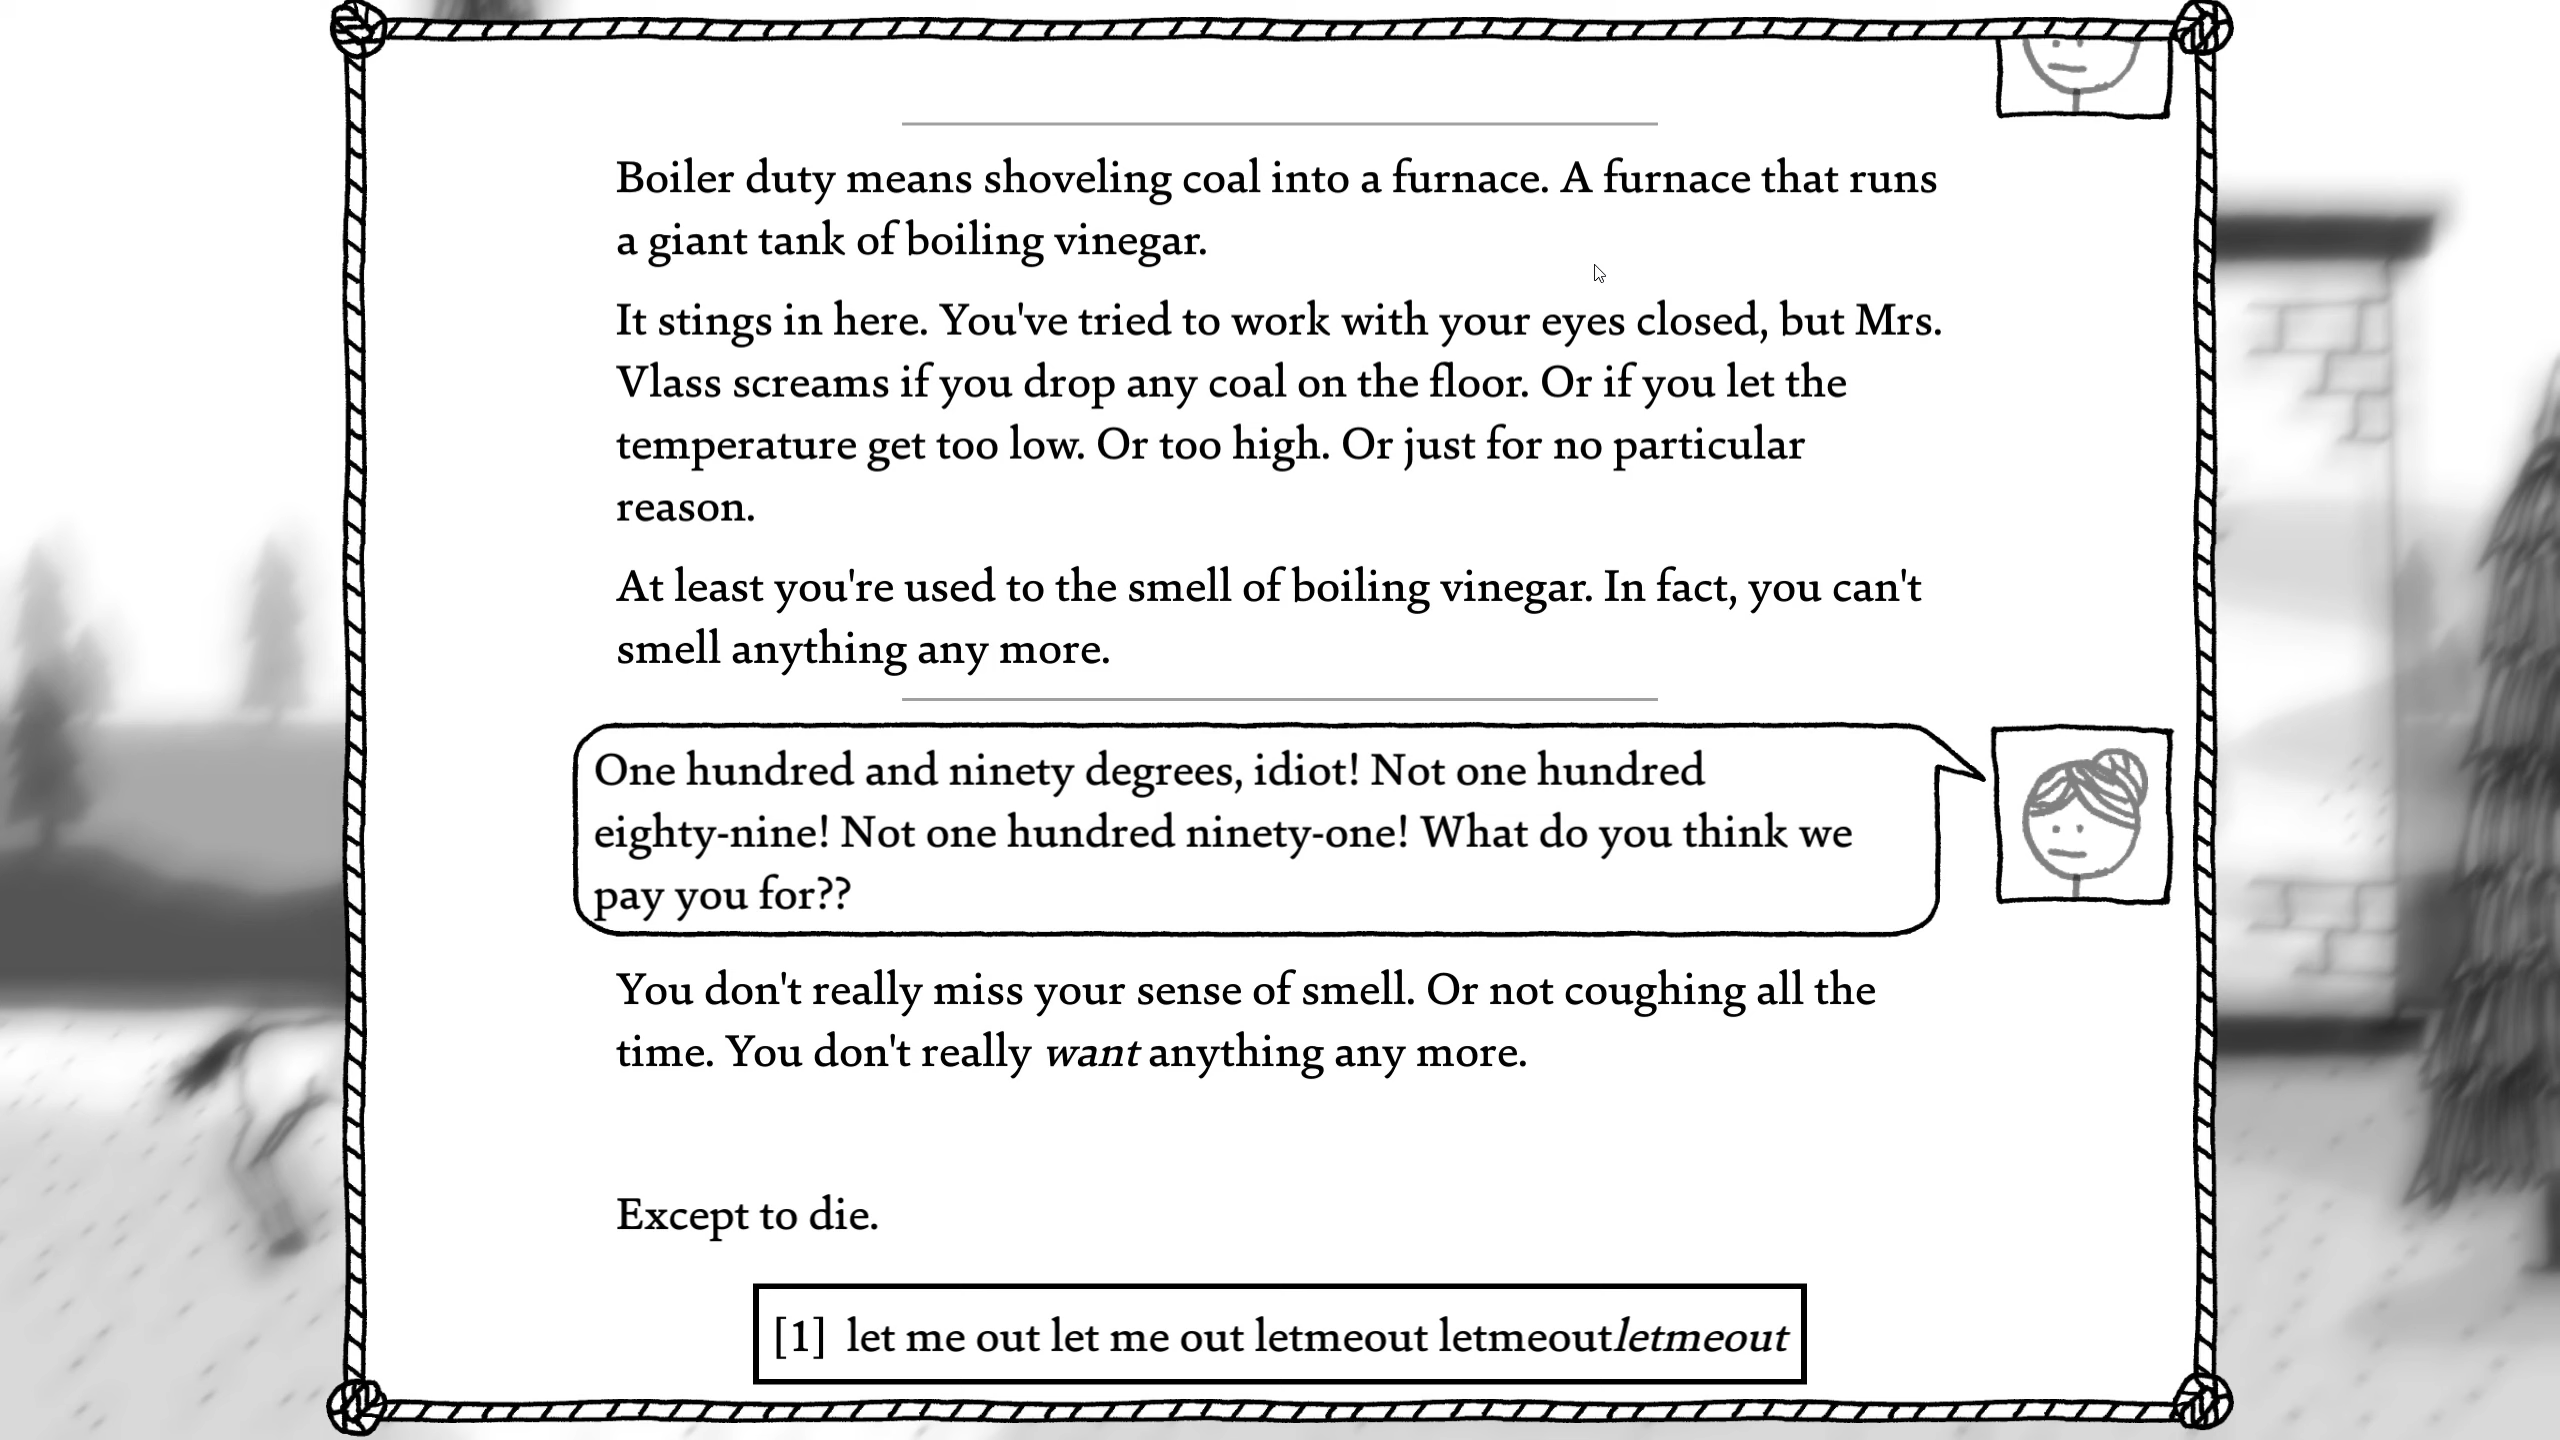 Boiler duty means shoveling coal into a furnace. A furnace that runs
a giant tank of boiling vinegar.
It stings in here. You've tried to work with your eyes closed, but Mrs.
Vlass screams if you drop any coal on the floor. Or if you let the
temperature get too low. Or too high. Or just for no particular
reason.
At least you're used to the smell of boiling vinegar. In fact, you can't
smell anything any more.
One hundred and ninety degrees, idiot! Not one hundred
eighty-nine! Not one hundred ninety-one! What do you think we
pay you for??
You don't really miss your sense of smell. Or not coughing all the
time. You don't really want anything any more.
Except to die.
[1] let me out let me out letmeout letmeoutletmeout